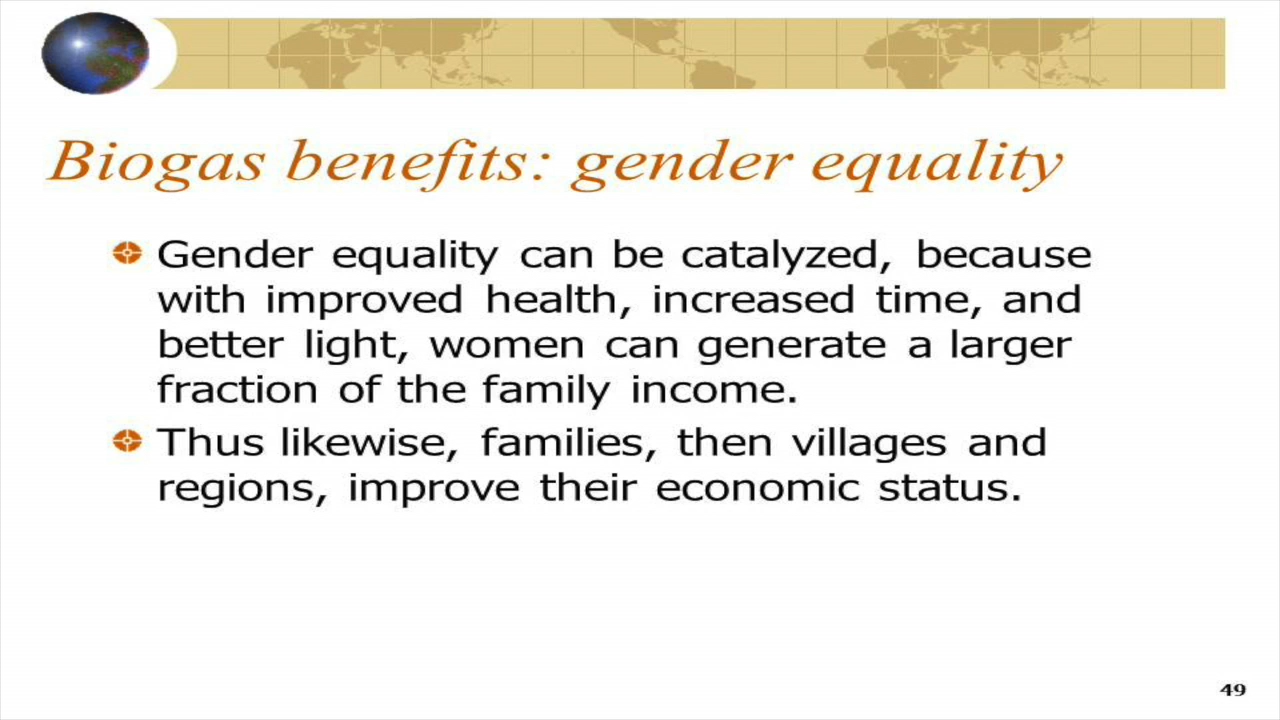 Biogas benefits: gender equality
Gender equality can be catalyzed, because
with improved health, increased time, and
better light, women can generate a larger
fraction of the family income.
Thus likewise, families, then villages and
regions, improve their economic status.
49